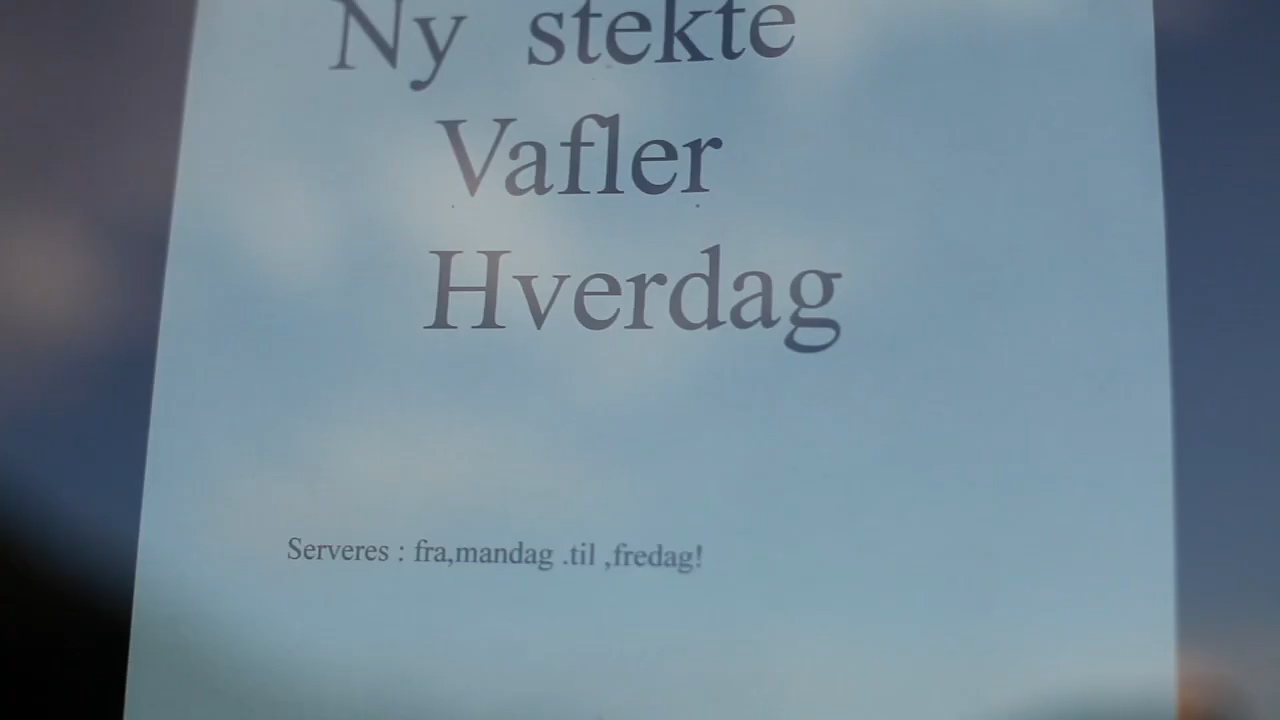 Ny stekte
Vafler
Hverdag
Serveres : fra,mandag .til ,fredag!